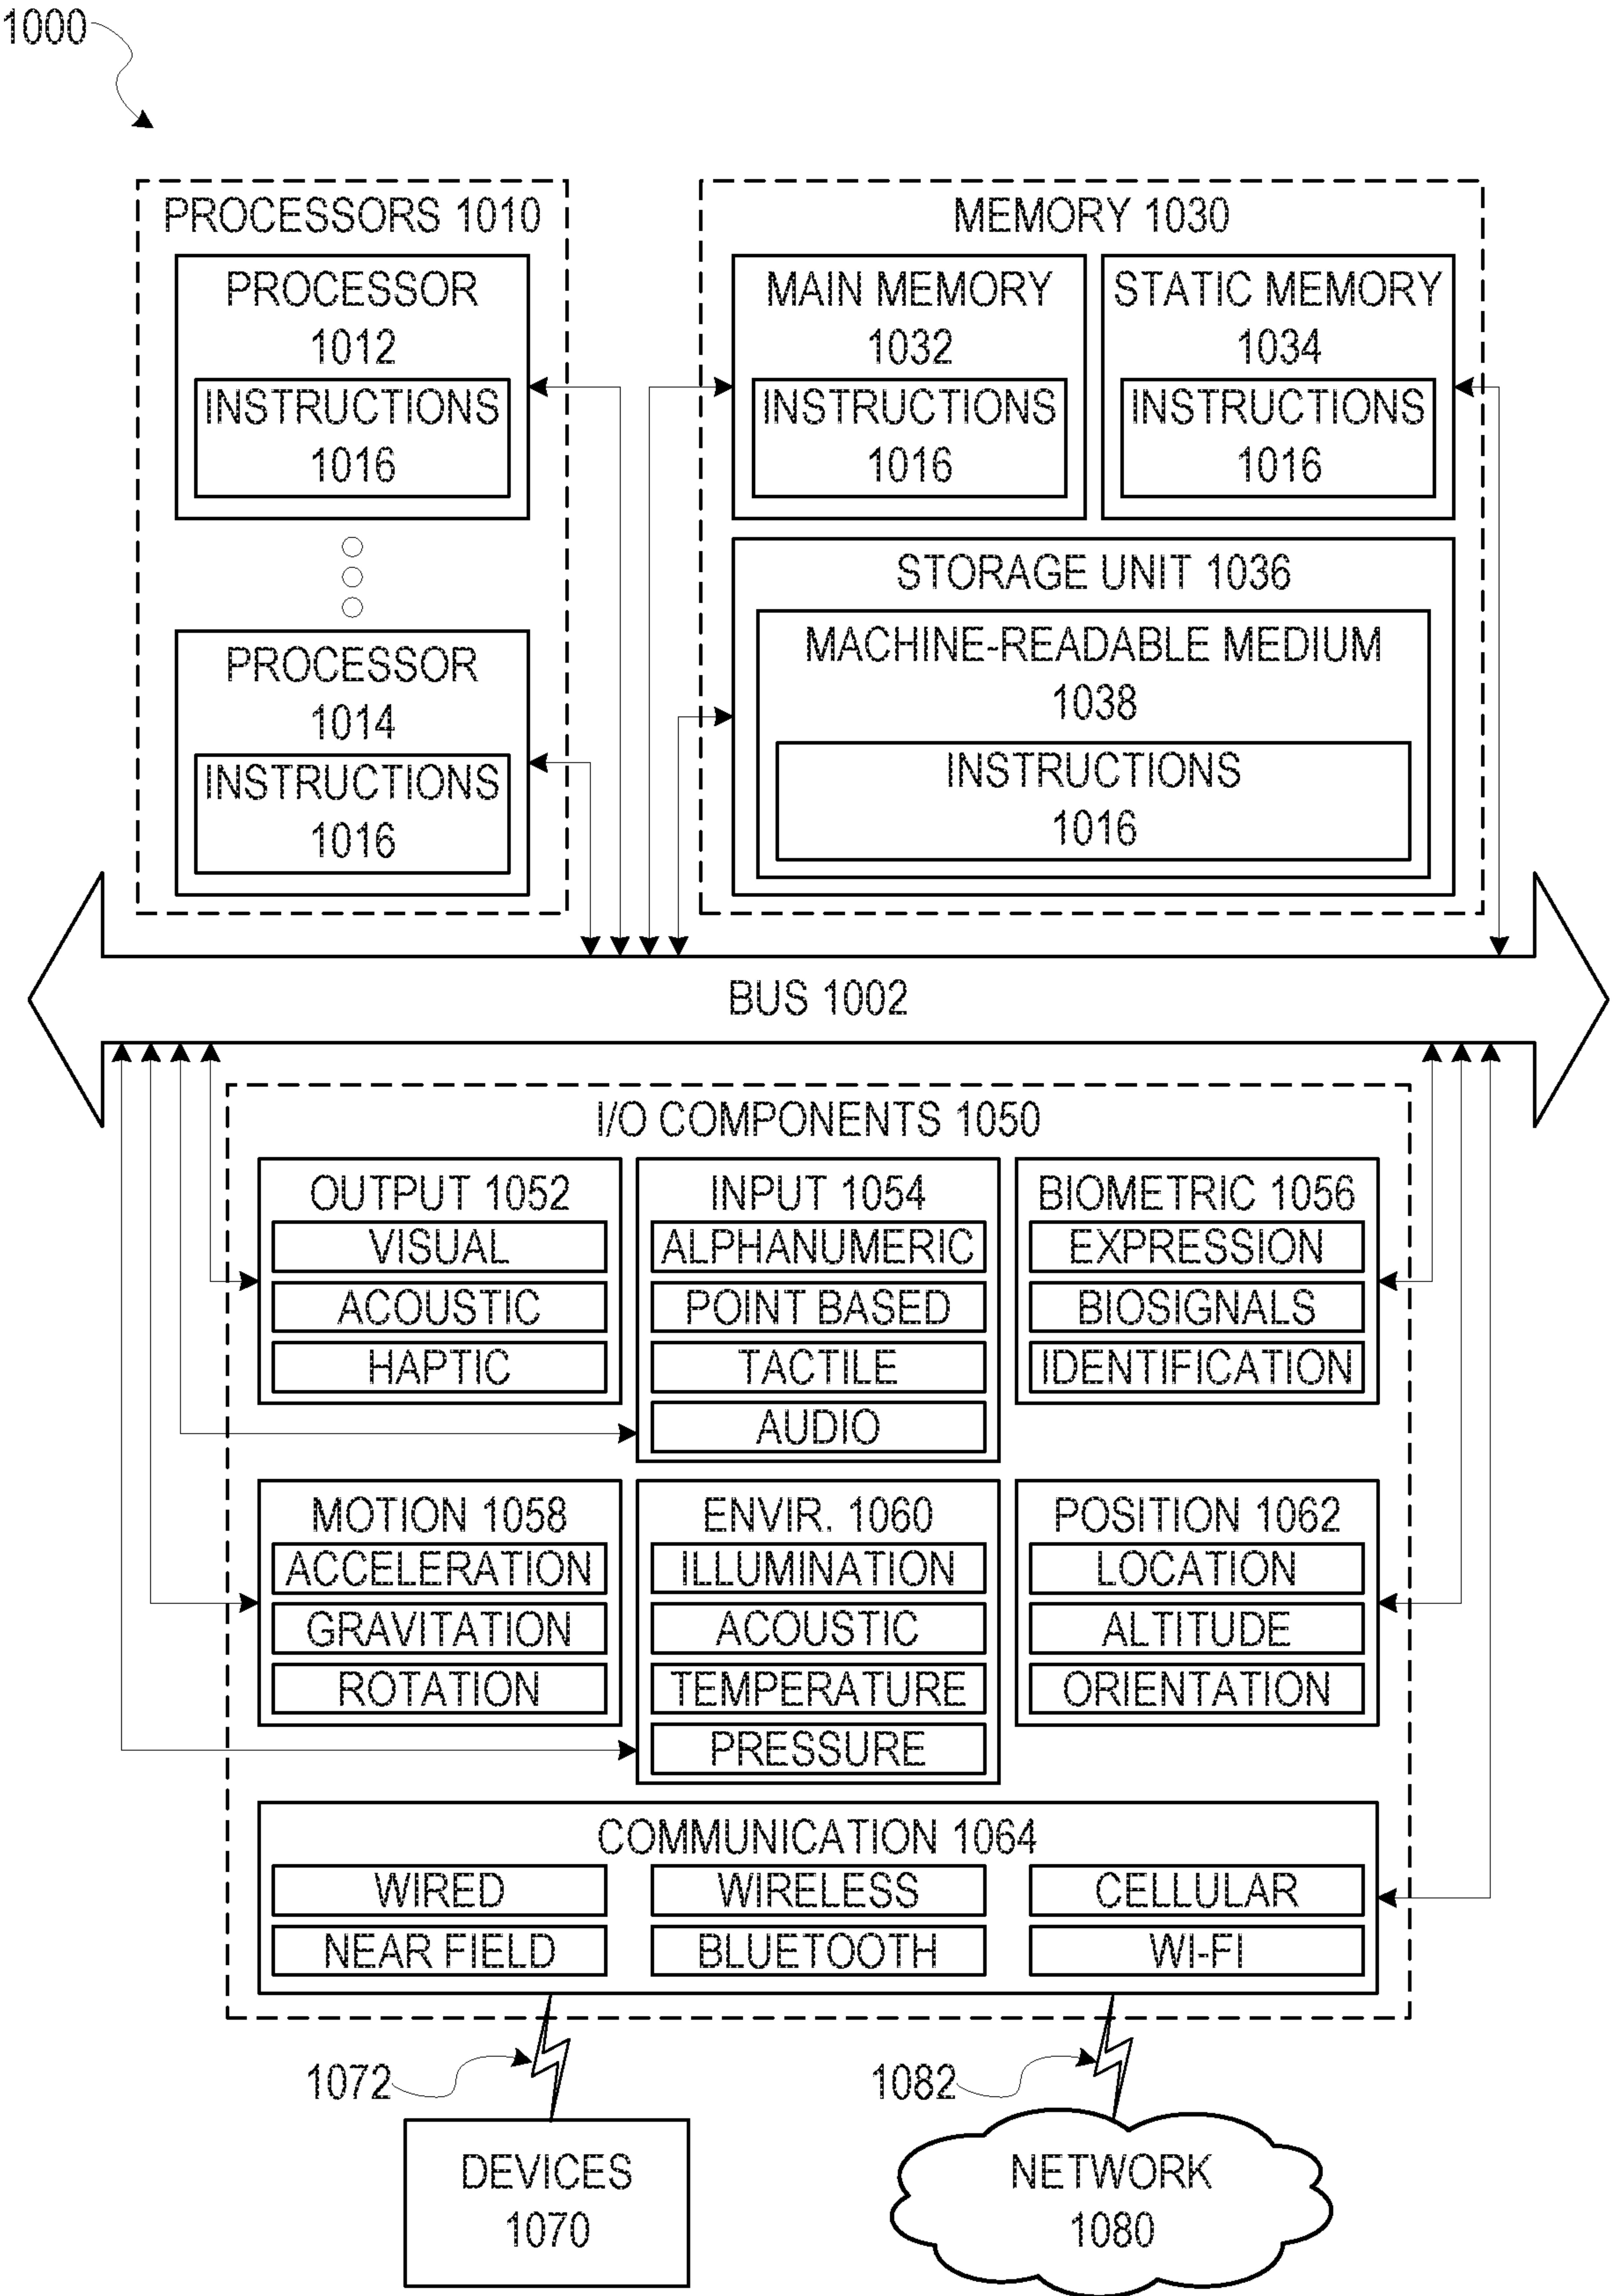 1000
PROCESSORS 1010
PROCESSOR
1012
INSTRUCTIONS
1016
PROCESSOR
1014
INSTRUCTIONS
1016
MEMORY 1030
MAIN MEMORY
1032
INSTRUCTIONS
1016
STATIC MEMORY
1034
INSTRUCTIONS
1016
STORAGE UNIT 1036
MACHINE-READABLE MEDIUM
1038
INSTRUCTIONS
1016
BUS 1002
I/O COMPONENTS 1050
OUTPUT 1052
VISUAL
ACOUSTIC
HAPTIC
INPUT 1054
ALPHANUMERIC
POINT BASED
TACTILE
AUDIO
BIOMETRIC 1056
EXPRESSION
BIOSIGNALS
IDENTIFICATION
MOTION 1058
ACCELERATION
GRAVITATION
ROTATION
ENVIR. 1060
ILLUMINATION
ACOUSTIC
TEMPERATURE
PRESSURE
POSITION 1062
LOCATION
ALTITUDE
ORIENTATION
COMMUNICATION 1064
WIRED
WIRELESS
CELLULAR
NEAR FIELD
BLUETOOTH
WI-FI
1072
1082
DEVICES
1070
NETWORK
1080